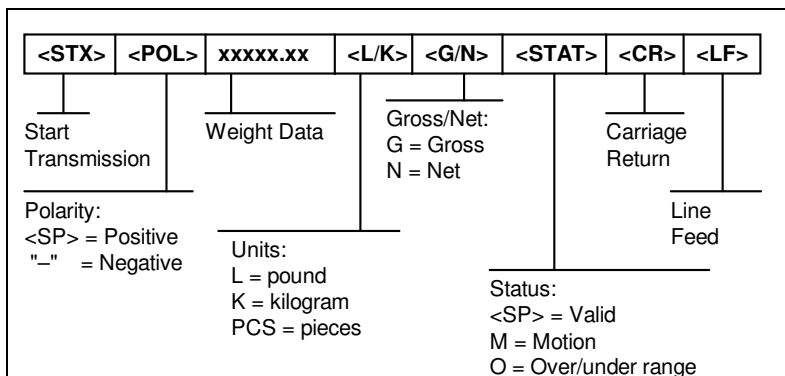 <STX> <POL> xxxxx.xx <L/K> <G/N> <STAT> <CR> <LF>
Start
Transmission
Weight Data
Gross/Net:
G = Gross
N = Net
Carriage
Return
Polarity:
<SP> = Positive
"–" = Negative
Units:
L = pound
K = kilogram
PCS = pieces
Line
Feed
Status:
<SP> = Valid
M = Motion
O = Over/under range